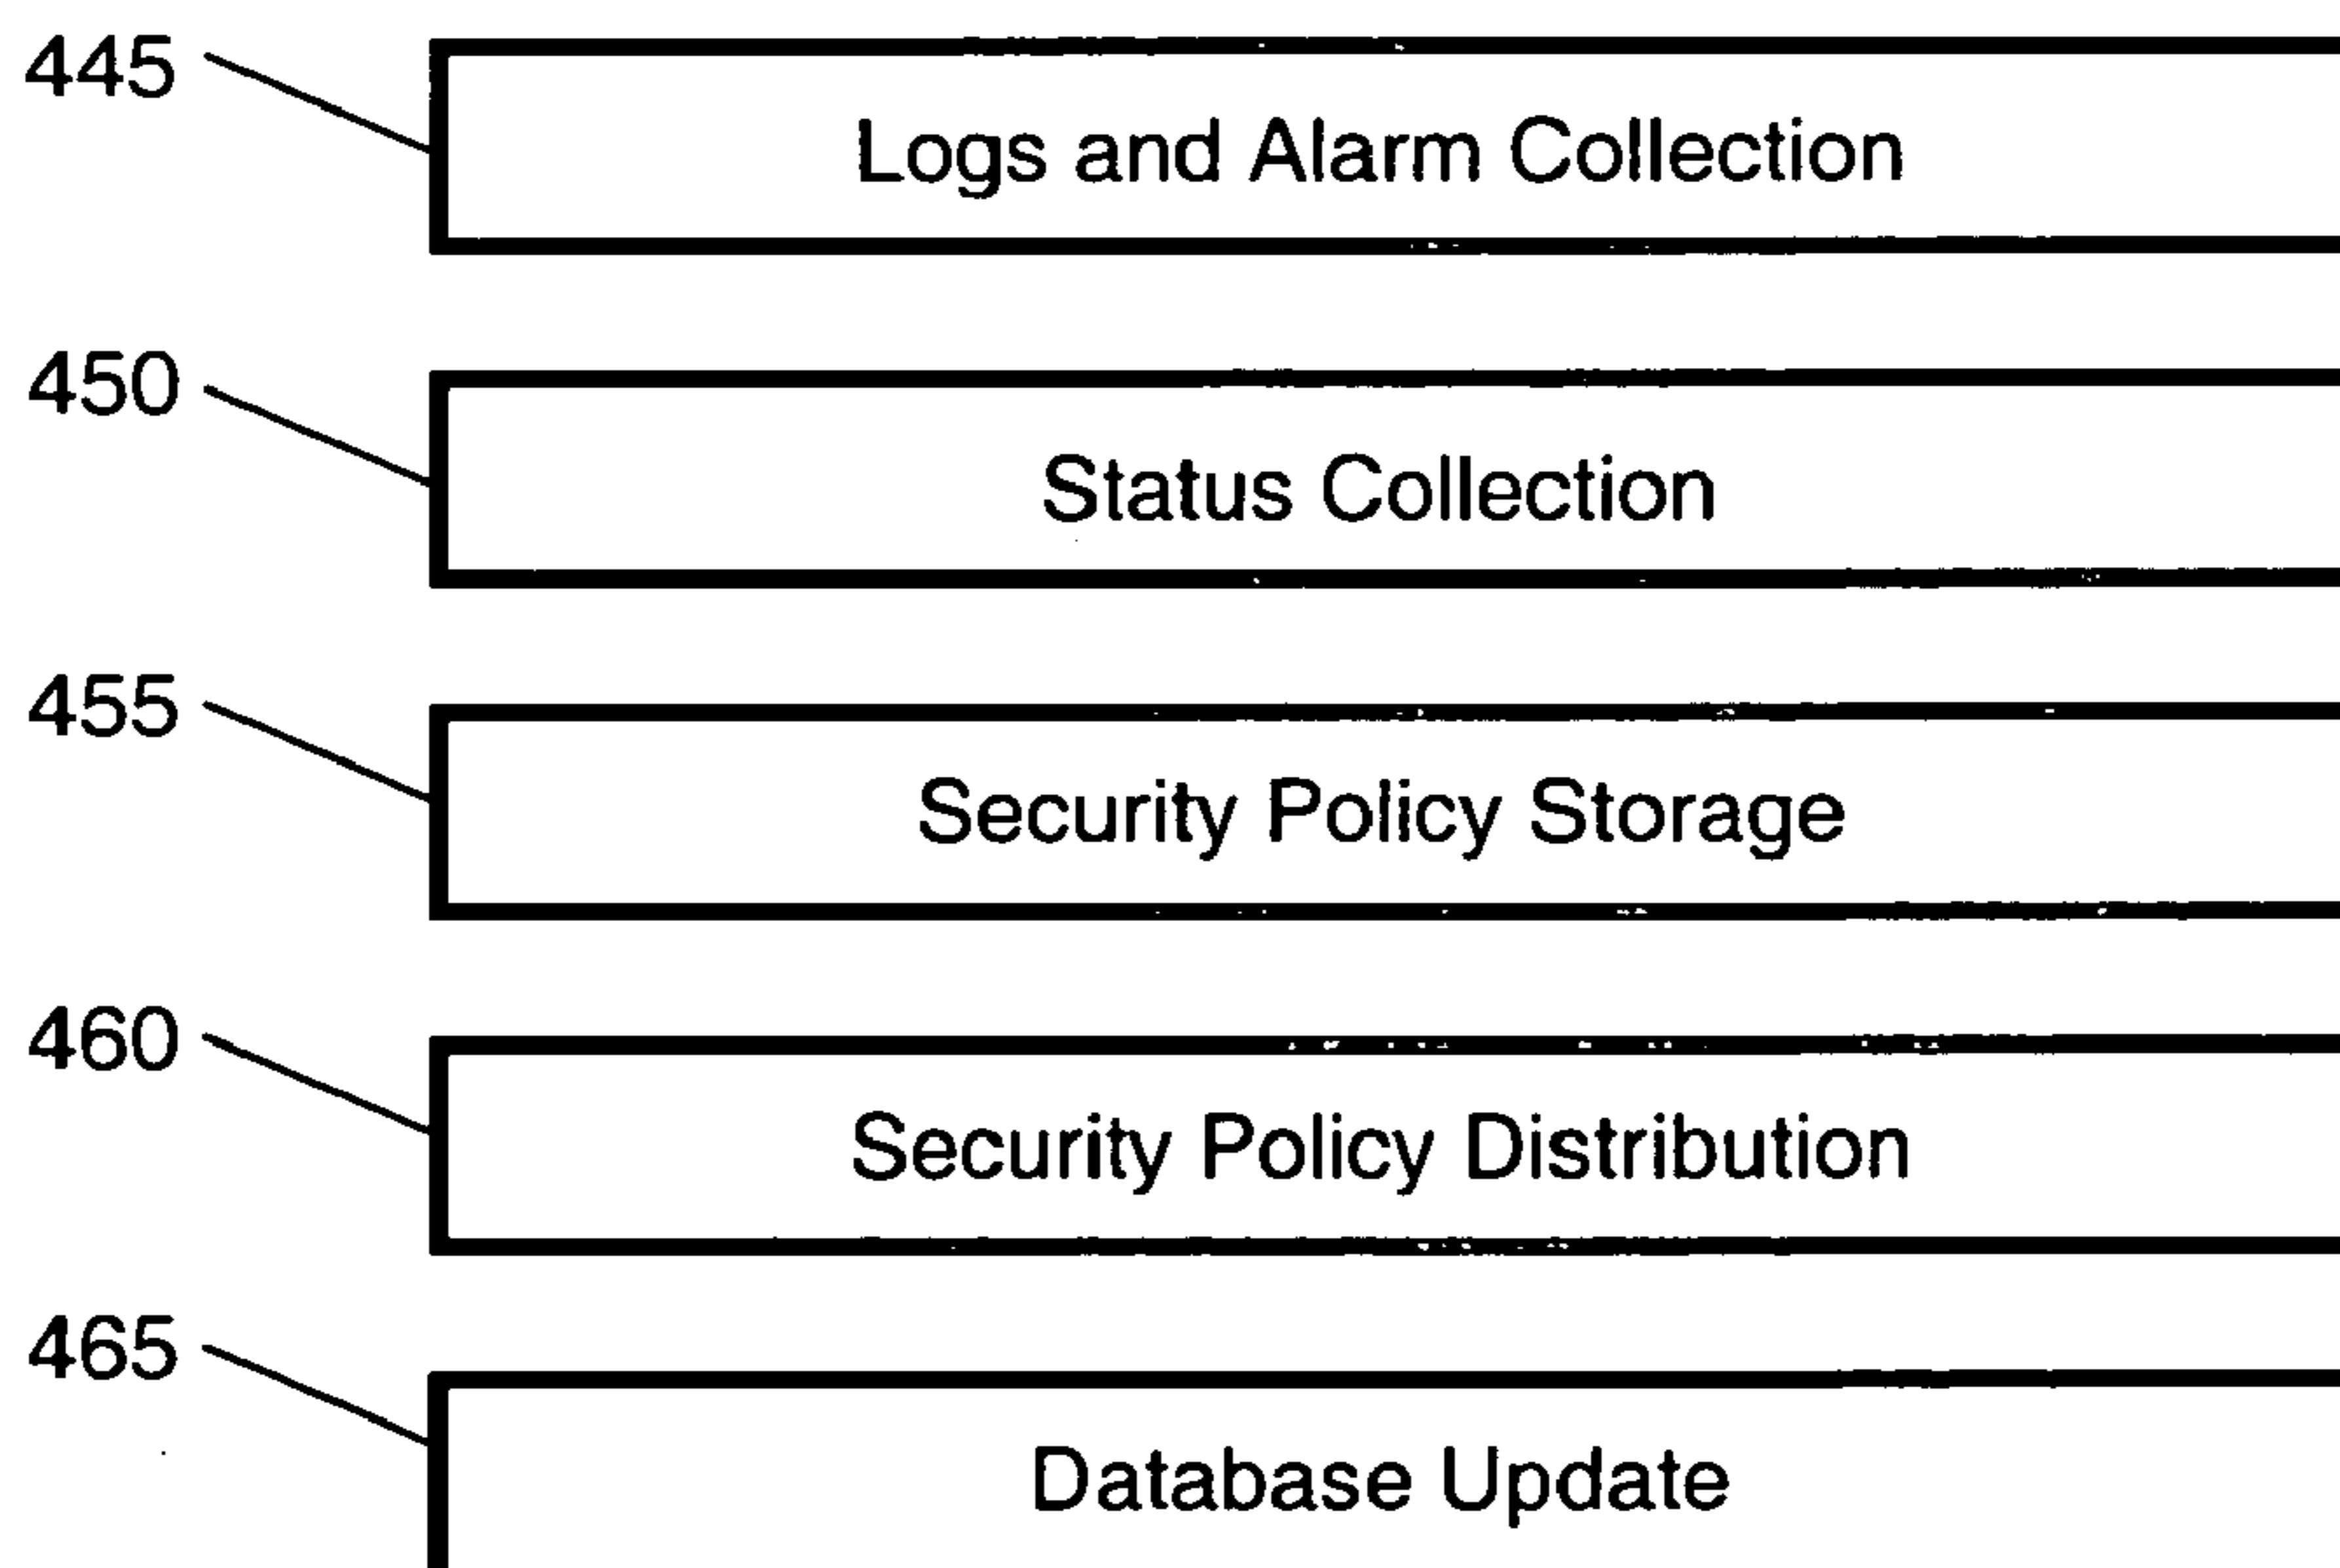 445
Logs and Alarm Collection
450
Status Collection
455
Security Policy Storage
460
Security Policy Distribution
465
Database Update